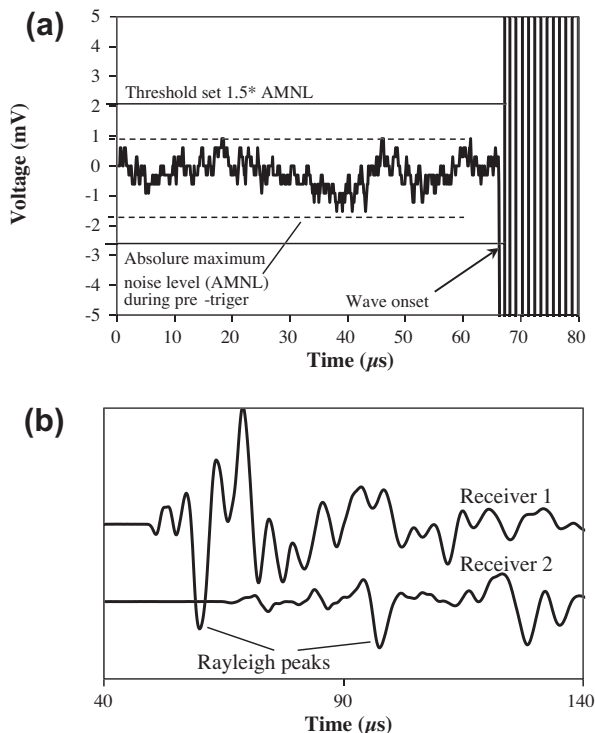 (a)
Voltage (mV)
5
4
3
2
1
0
-1
-2
-3
-4
-5
Threshold set 1.5* AMNL
Absolure maximum
noise level (AMNL)
during pre -triger
Wave onset
0 10 20 30 40 50 60 70 80
Time (μs)
(b)
Receiver 1
Receiver 2
Rayleigh peaks
40 90 140
Time (μs)